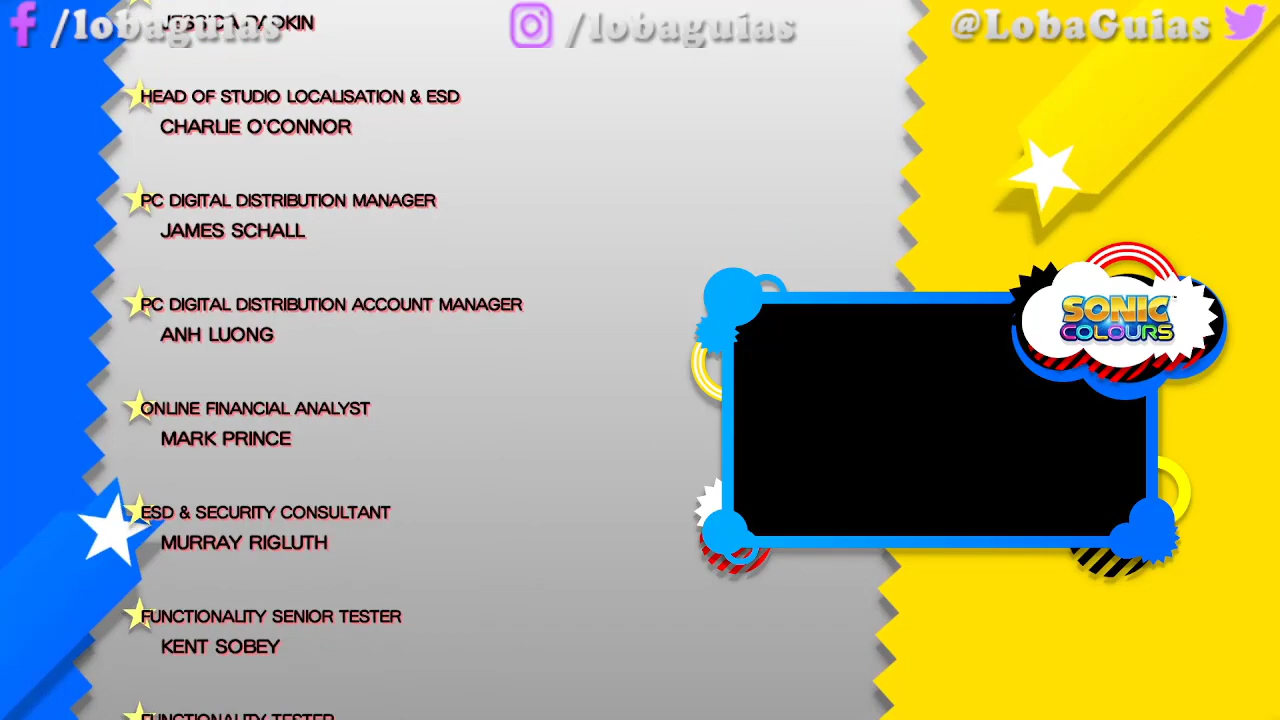 /lobaguias
/lobaguias
@LobaGuias
HEAD OF STUDIO LOCALISATION & ESD
CHARLIE O'CONNOR
PC DIGITAL DISTRIBUTION MANAGER
JAMES SCHALL
PC DIGITAL DISTRIBUTION ACCOUNT MANAGER
ANH LUONG
ONLINE FINANCIAL ANALYST
MARK PRINCE
ESD & SECURITY CONSULTANT
MURRAY RIGLUTH
FUNCTIONALITY SENIOR TESTER
KENT SOBEY
FUNCTIONALITY TESTER
SONIC
COLOURS